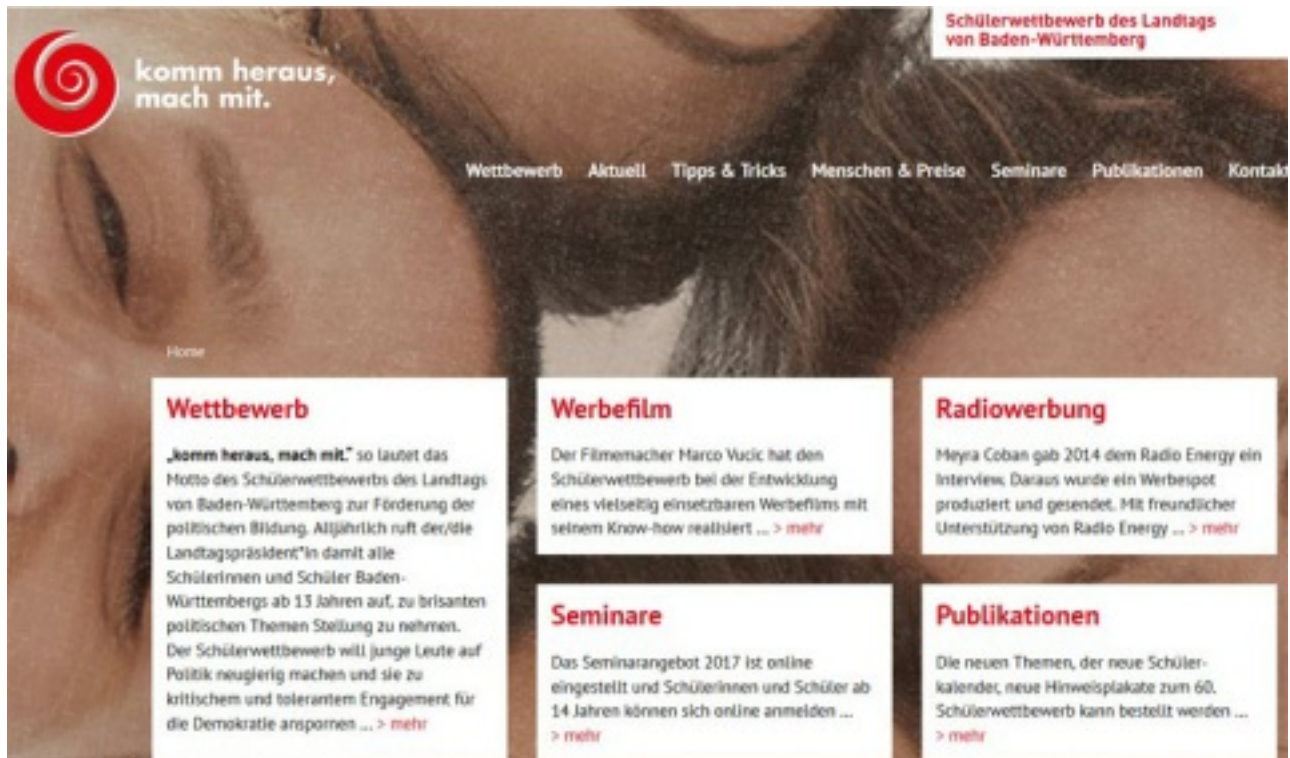 Schülerwettbewerb des Landtags
von Baden-Württemberg
komm heraus,
mach mit.
Wettbewerb Aktuell Tipps & Tricks Menschen & Preise Seminare Publikationen Kontakt
Home
Wettbewerb
„komm heraus, mach mit.“ so lautet das
Motto des Schülerwettbewerbs des Landtags
von Baden-Württemberg zur Förderung der
politischen Bildung. Alljährlich ruft der/die
Landtagspräsident*in damit alle
Schülerinnen und Schüler Baden-
Württembergs ab 13 Jahren auf, zu brisanten
politischen Themen Stellung zu nehmen.
Der Schülerwettbewerb will junge Leute auf
Politik neugierig machen und sie zu
kritischem und tolerantem Engagement für
die Demokratie anspornen ... > mehr
Werbefilm
Der Filmemacher Marco Vucic hat den
Schülerwettbewerb bei der Entwicklung
eines vielseitig einsetzbaren Werbefilms mit
seinem Know-how realisiert ... > mehr
Radiowerbung
Meyra Coban gab 2014 dem Radio Energy ein
Interview. Daraus wurde ein Werbespot
produziert und gesendet. Mit freundlicher
Unterstützung von Radio Energy ... > mehr
Seminare
Das Seminarangebot 2017 ist online
eingestellt und Schülerinnen und Schüler ab
14 Jahren können sich online anmelden ...
> mehr
Publikationen
Die neuen Themen, der neue Schüler-
kalender, neue Hinweisplakate zum 60.
Schülerwettbewerb kann bestellt werden ...
> mehr